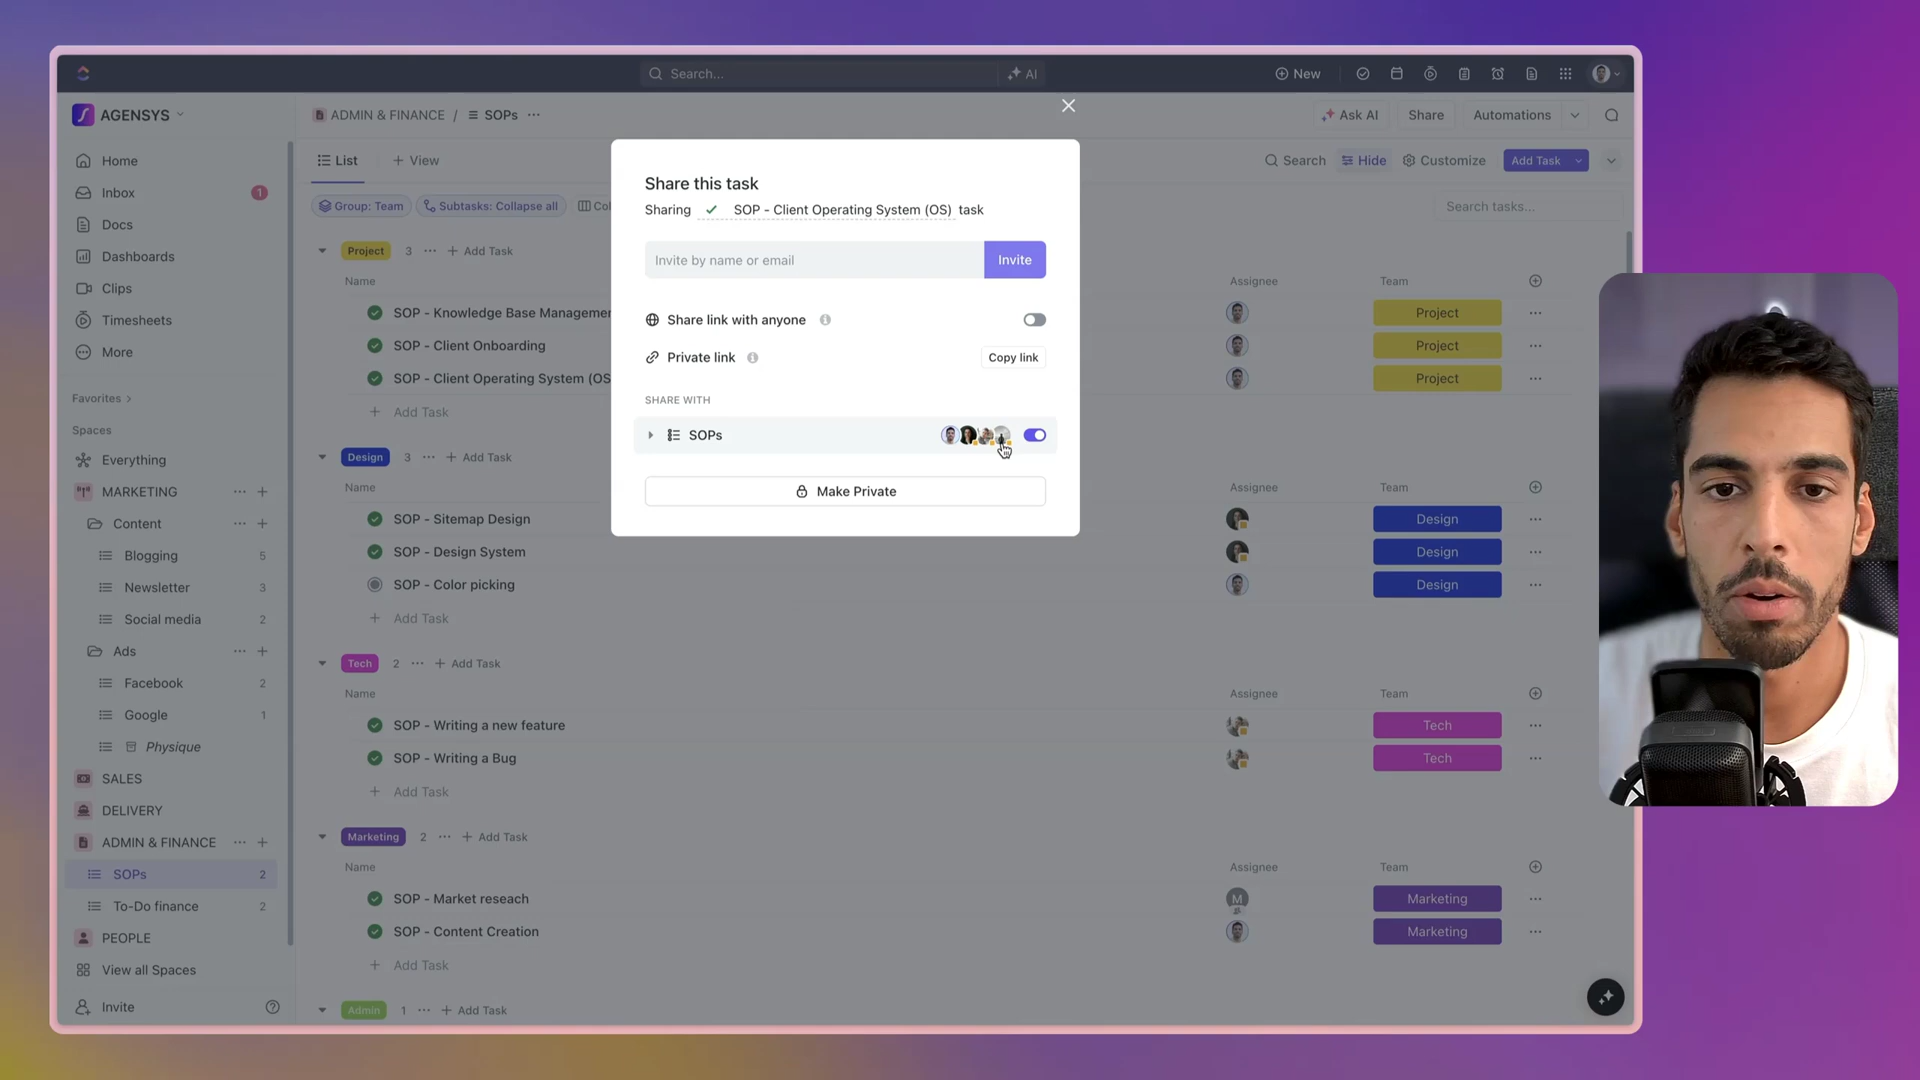 Search...
AI
New
AGENSYS
ADMIN & FINANCE / SOPs
Ask AI
Share
Automations
Home
Inbox
1
Docs
Dashboards
Clips
Timesheets
More
Favorites
Spaces
Everything
MARKETING
Content
Blogging 5
Newsletter 3
Social media 2
Ads
Facebook 2
Google 1
Physique
SALES
DELIVERY
ADMIN & FINANCE
SOPs 2
To-Do finance 2
PEOPLE
View all Spaces
Invite
List
View
Search
Hide
Customize
Add Task
Group: Team
Subtasks: Collapse all
Search tasks...
Project 3 Add Task
Name Assignee Team
SOP - Knowledge Base Managemen
Project
SOP - Client Onboarding
Project
SOP - Client Operating System (OS
Project
Add Task
Design 3 Add Task
Name Assignee Team
SOP - Sitemap Design
Design
SOP - Design System
Design
SOP - Color picking
Design
Add Task
Tech 2 Add Task
Name Assignee Team
SOP - Writing a new feature
Tech
SOP - Writing a Bug
Tech
Add Task
Marketing 2 Add Task
Name Assignee Team
SOP - Market reseach
M
Marketing
SOP - Content Creation
Marketing
Add Task
Admin 1 Add Task
Share this task
Sharing SOP - Client Operating System (OS) task
Invite by name or email
Invite
Share link with anyone
Private link
Copy link
SHARE WITH
SOPs
Make Private